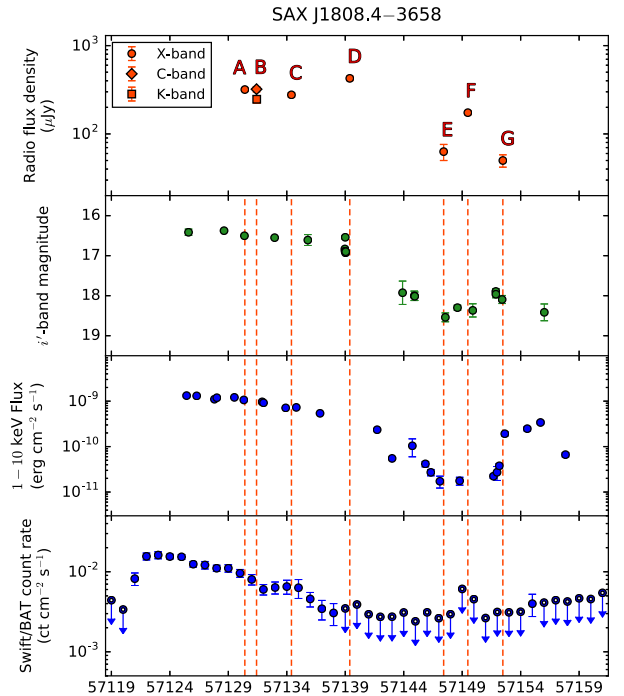 SAX J1808.4−3658
X-band
C-band
K-band
A
B
C
D
E
F
G
Radio flux density
(μJy)
10³
10²
i′-band magnitude
16
17
18
19
1−10 keV Flux
(erg cm⁻² s⁻¹)
10⁻⁹
10⁻¹⁰
10⁻¹¹
Swift/BAT count rate
(ct cm⁻² s⁻¹)
10⁻²
10⁻³
57119 57124 57129 57134 57139 57144 57149 57154 57159